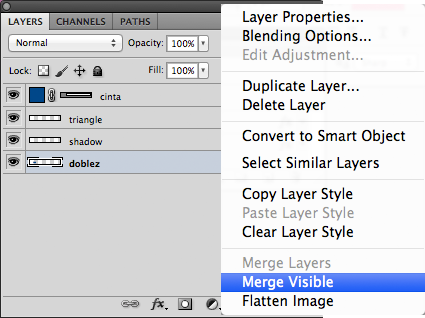 LAYERS CHANNELS PATHS
Normal Opacity: 100%
Lock: Fill: 100%
cinta
triangle
shadow
doblez
fx
Layer Properties...
Blending Options...
Edit Adjustment...
Duplicate Layer...
Delete Layer
Convert to Smart Object
Select Similar Layers
Copy Layer Style
Paste Layer Style
Clear Layer Style
Merge Layers
Merge Visible
Flatten Image